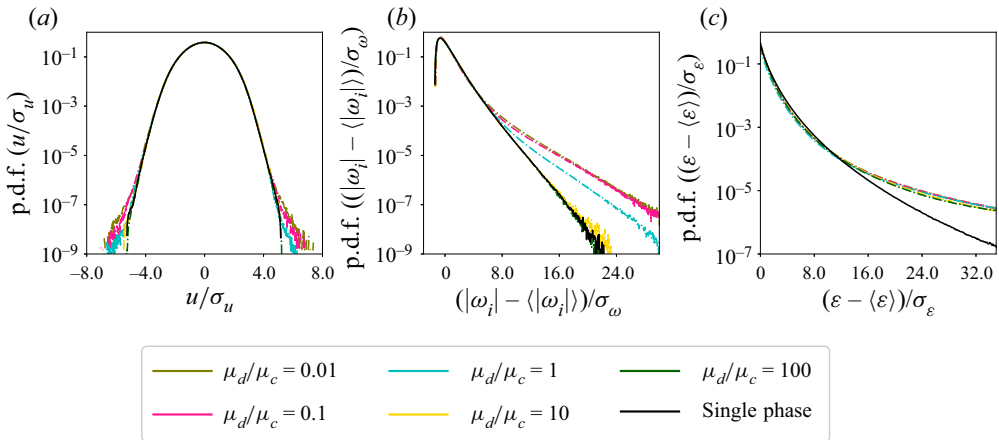 (a)
(b)
(c)
10⁻¹
10⁻³
10⁻⁵
10⁻⁷
10⁻⁹
p.d.f. (u/σ_u)
−8.0 −4.0 0 4.0 8.0
u/σ_u
10⁻¹
10⁻³
10⁻⁵
10⁻⁷
10⁻⁹
p.d.f. ((|ω_i| − ⟨|ω_i|⟩)/σ_ω)
0 8.0 16.0 24.0
(|ω_i| − ⟨|ω_i|⟩)/σ_ω
10⁻¹
10⁻³
10⁻⁵
10⁻⁷
p.d.f. ((ε − ⟨ε⟩)/σ_ε)
0 8.0 16.0 24.0 32.0
(ε − ⟨ε⟩)/σ_ε
μ_d/μ_c = 0.01
μ_d/μ_c = 1
μ_d/μ_c = 100
μ_d/μ_c = 0.1
μ_d/μ_c = 10
Single phase